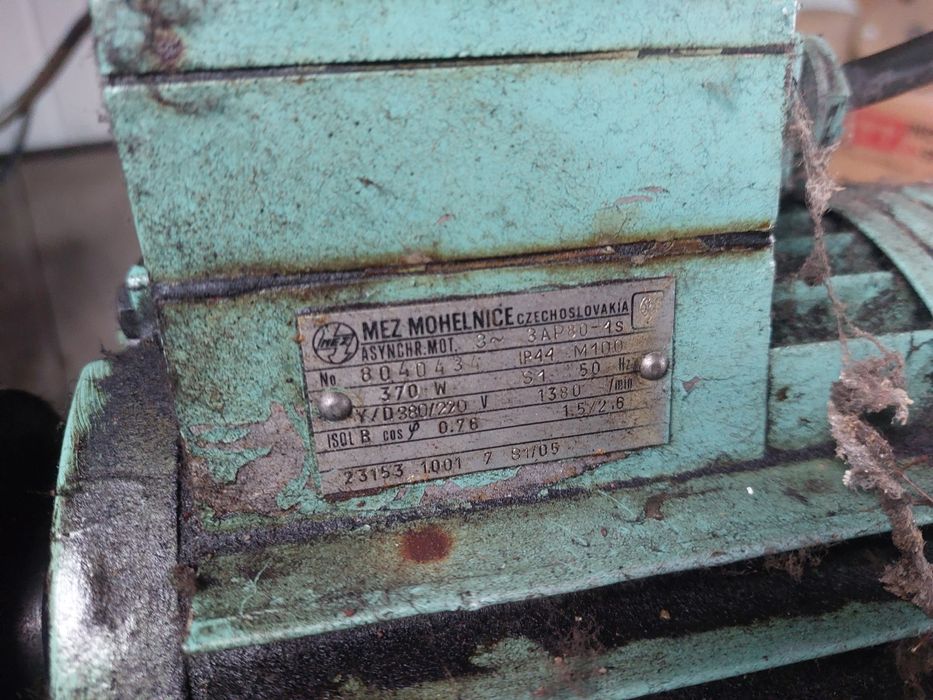 MEZ MEZ MOHELNICE CZECHOSLOVAKIA
ASYNCHR. MOT. 3~ 3AP80-4s
No 8040434 IP44 M100
370 W S1 50 Hz
Y/D 380/220 V 1380 /min
ISOL B cos φ 0.76 1.5/2.6
23153 1001 7 81/05